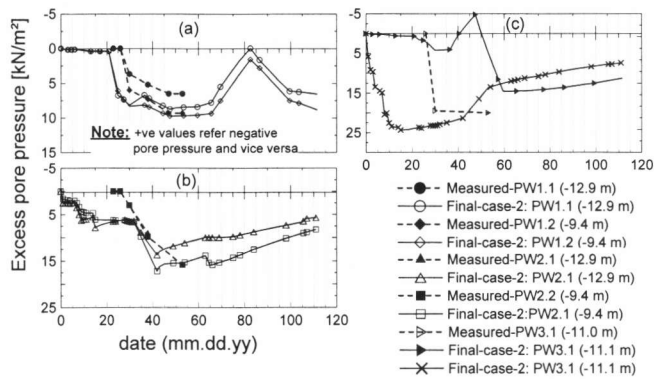 Excess pore pressure [kN/m²]
-5
0
5
10
15
(a)
Note: +ve values refer negative
pore pressure and vice versa
-5
5
15
25
(b)
0 20 40 60 80 100 120
date (mm.dd.yy)
-5
0
5
10
15
20
25
(c)
0 20 40 60 80 100 120
Measured-PW1.1 (-12.9 m)
Final-case-2: PW1.1 (-12.9 m)
Measured-PW1.2 (-9.4 m)
Final-case-2: PW1.2 (-9.4 m)
Measured-PW2.1 (-12.9 m)
Final-case-2: PW2.1 (-12.9 m)
Measured-PW2.2 (-9.4 m)
Final-case-2:PW2.1 (-9.4 m)
Measured-PW3.1 (-11.0 m)
Final-case-2: PW3.1 (-11.1 m)
Final-case-2: PW3.1 (-11.1 m)